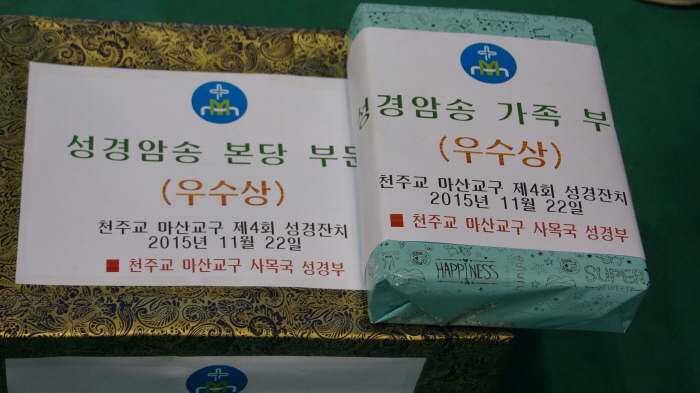 성경암송 본당 부문
(우수상)
천주교 마산교구 제4회 성경잔치
2015년 11월 22일
■ 천주교 마산교구 사목국 성경부
성경암송 가족 부
(우수상)
천주교 마산교구 제4회 성경잔치
2015년 11월 22일
■ 천주교 마산교구 사목국 성경부
HAPPINESS
SUPER